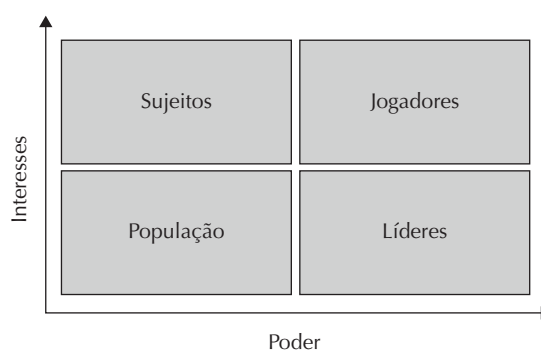 Interesses
Sujeitos
Jogadores
População
Líderes
Poder